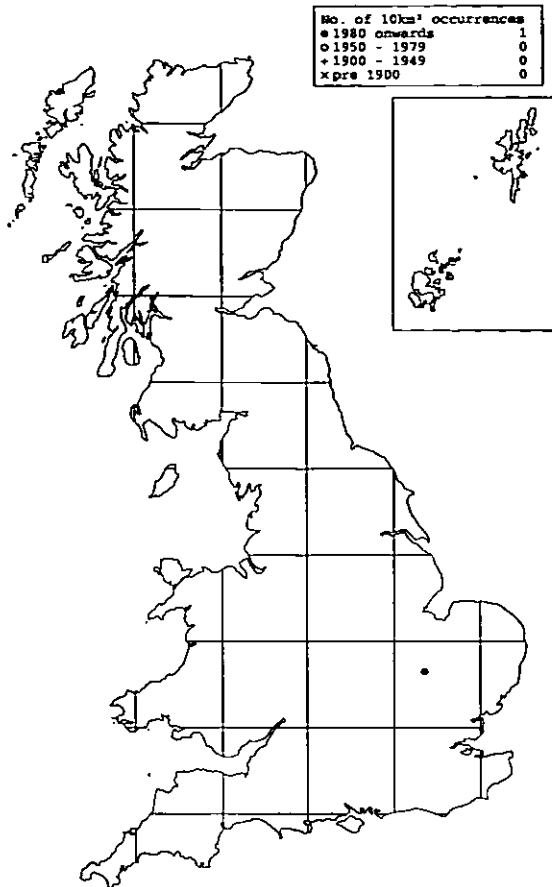 No. of 10km² occurrences
● 1980 onwards 1
○ 1950 - 1979 0
+ 1900 - 1949 0
× pre 1900 0